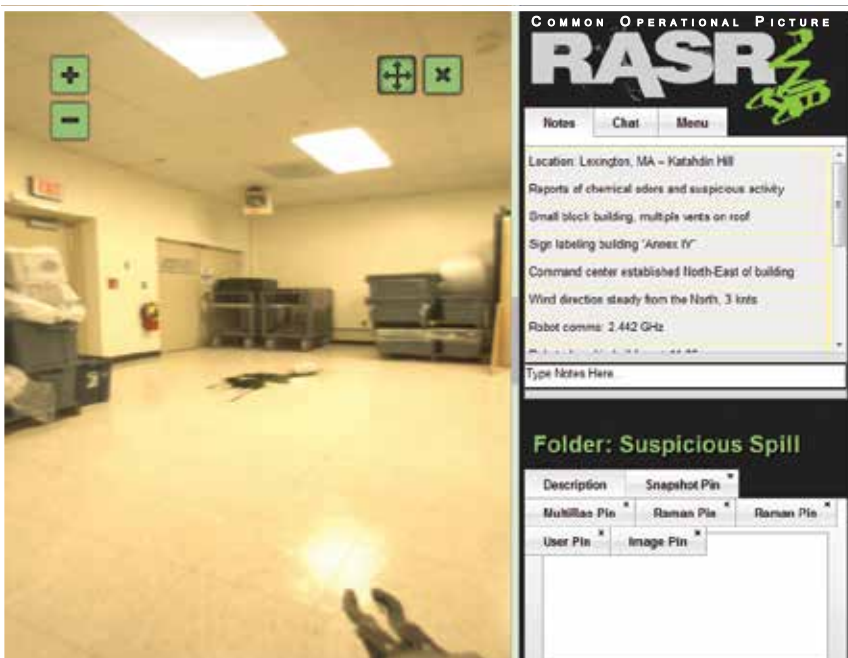 EXIT
COMMON OPERATIONAL PICTURE
RASR
Notes Chat Menu
Location: Lexington, MA – Katahdin Hill
Reports of chemical odors and suspicious activity
Small block building, multiple vents on roof
Sign labeling building "Annex IV"
Command center established North-East of building
Wind direction steady from the North, 3 knts
Robot comms: 2.442 GHz
Type Notes Here
Folder: Suspicious Spill
Description Snapshot Pin
MultiRae Pin Raman Pin Raman Pin
User Pin Image Pin